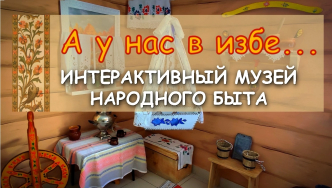 А у нас в избе...
ИНТЕРАКТИВНЫЙ МУЗЕЙ
НАРОДНОГО БЫТА